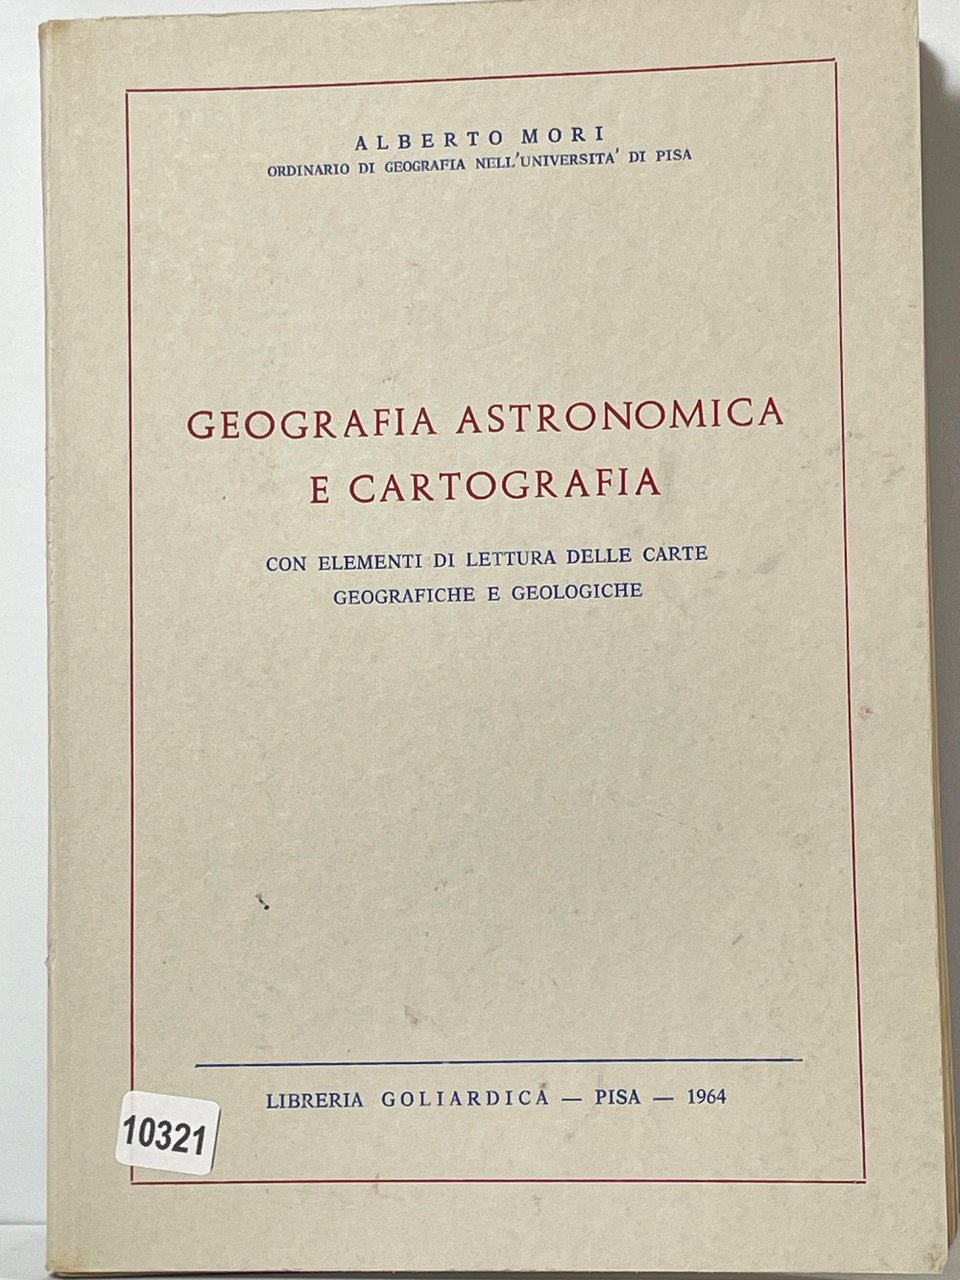 ALBERTO MORI
ORDINARIO DI GEOGRAFIA NELL'UNIVERSITA' DI PISA
GEOGRAFIA ASTRONOMICA
E CARTOGRAFIA
CON ELEMENTI DI LETTURA DELLE CARTE
GEOGRAFICHE E GEOLOGICHE
LIBRERIA GOLIARDICA — PISA — 1964
10321